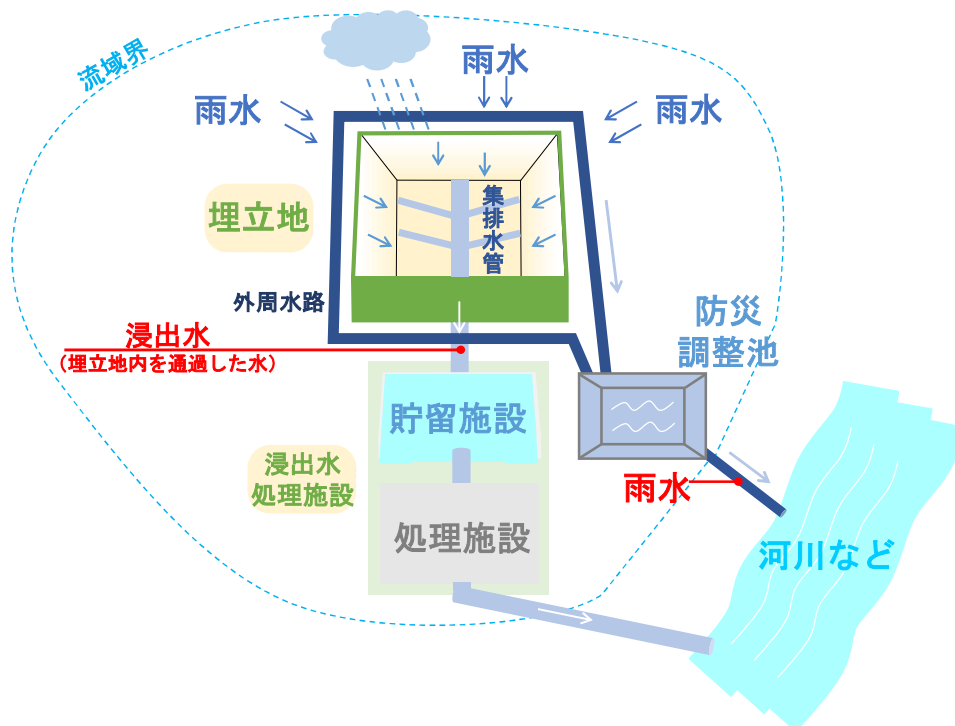 流域界
雨水
雨水
雨水
埋立地
集排水管
外周水路
浸出水
（埋立地内を通過した水）
防災
調整池
貯留施設
浸出水
処理施設
雨水
処理施設
河川など